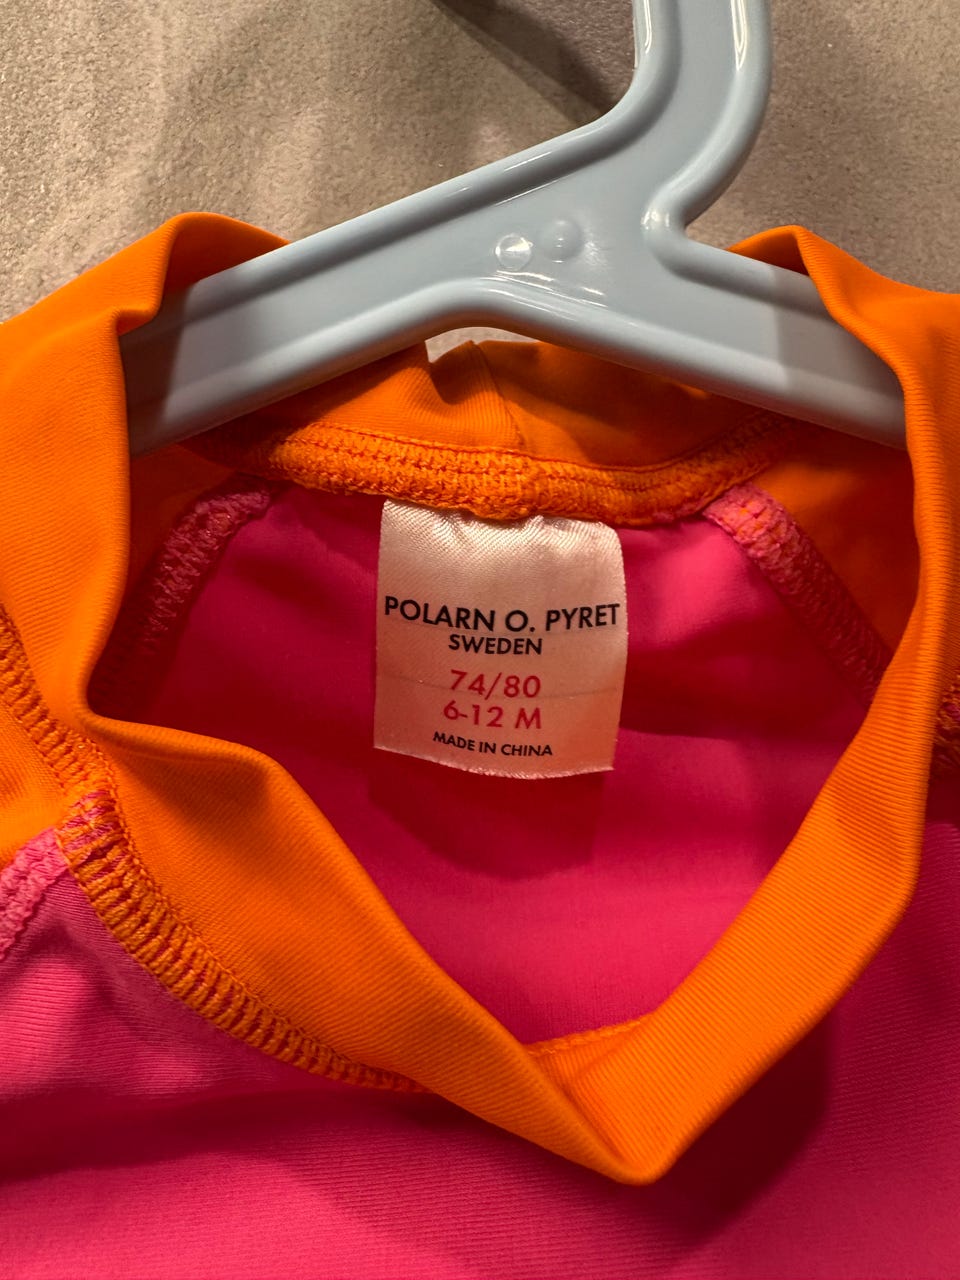 POLARN O. PYRET
SWEDEN
74/80
6-12 M
MADE IN CHINA